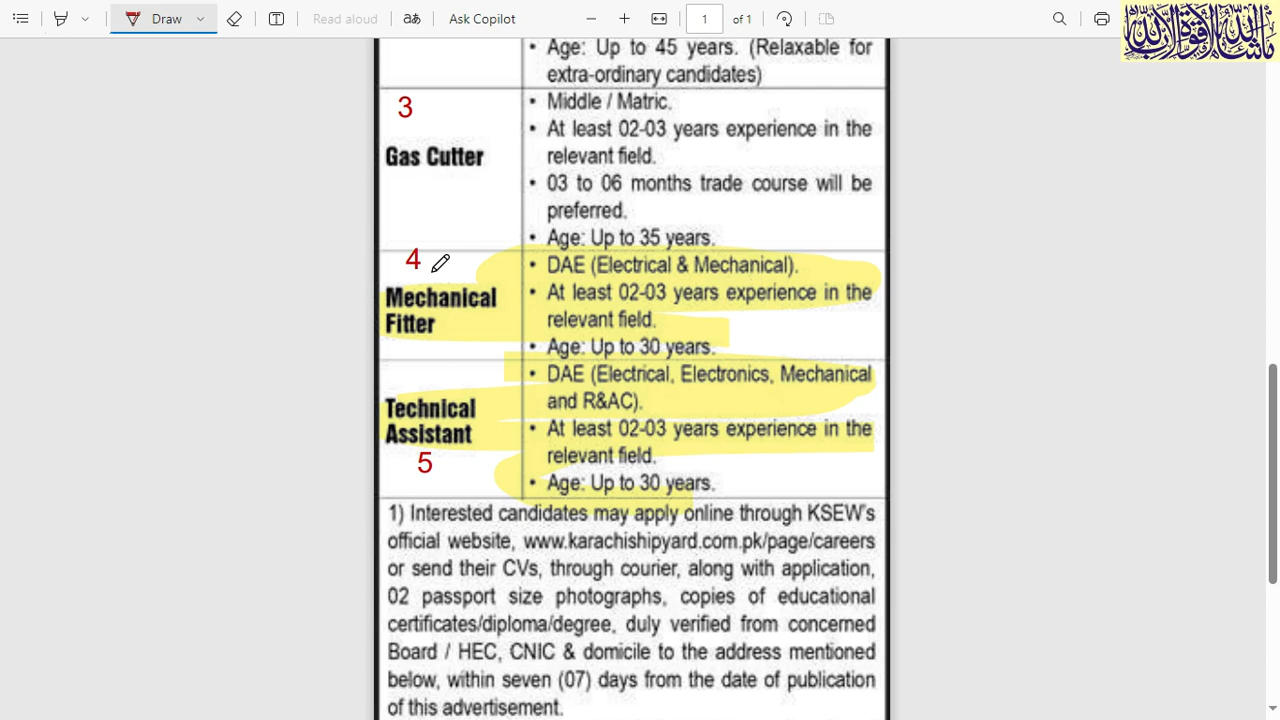 Draw
Read aloud
aあ
Ask Copilot
1 of 1
ماشاءالله لاقوة الا بالله
• Age: Up to 45 years. (Relaxable for
extra-ordinary candidates)
3
Gas Cutter
• Middle / Matric.
• At least 02-03 years experience in the
relevant field.
• 03 to 06 months trade course will be
preferred.
• Age: Up to 35 years.
4
Mechanical
Fitter
• DAE (Electrical & Mechanical).
• At least 02-03 years experience in the
relevant field.
• Age: Up to 30 years.
Technical
Assistant
5
• DAE (Electrical, Electronics, Mechanical
and R&AC).
• At least 02-03 years experience in the
relevant field.
• Age: Up to 30 years.
1) Interested candidates may apply online through KSEW's
official website, www.karachishipyard.com.pk/page/careers
or send their CVs, through courier, along with application,
02 passport size photographs, copies of educational
certificates/diploma/degree, duly verified from concerned
Board / HEC, CNIC & domicile to the address mentioned
below, within seven (07) days from the date of publication
of this advertisement.